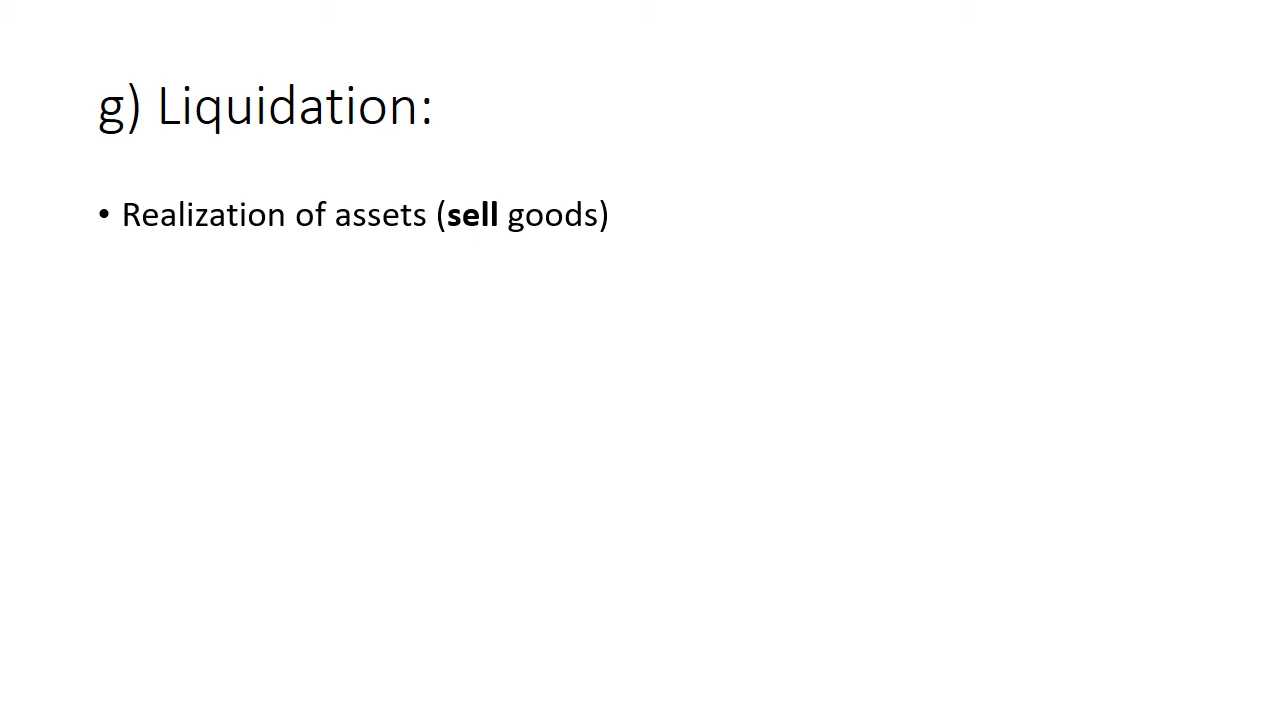 g) Liquidation:
• Realization of assets (sell goods)